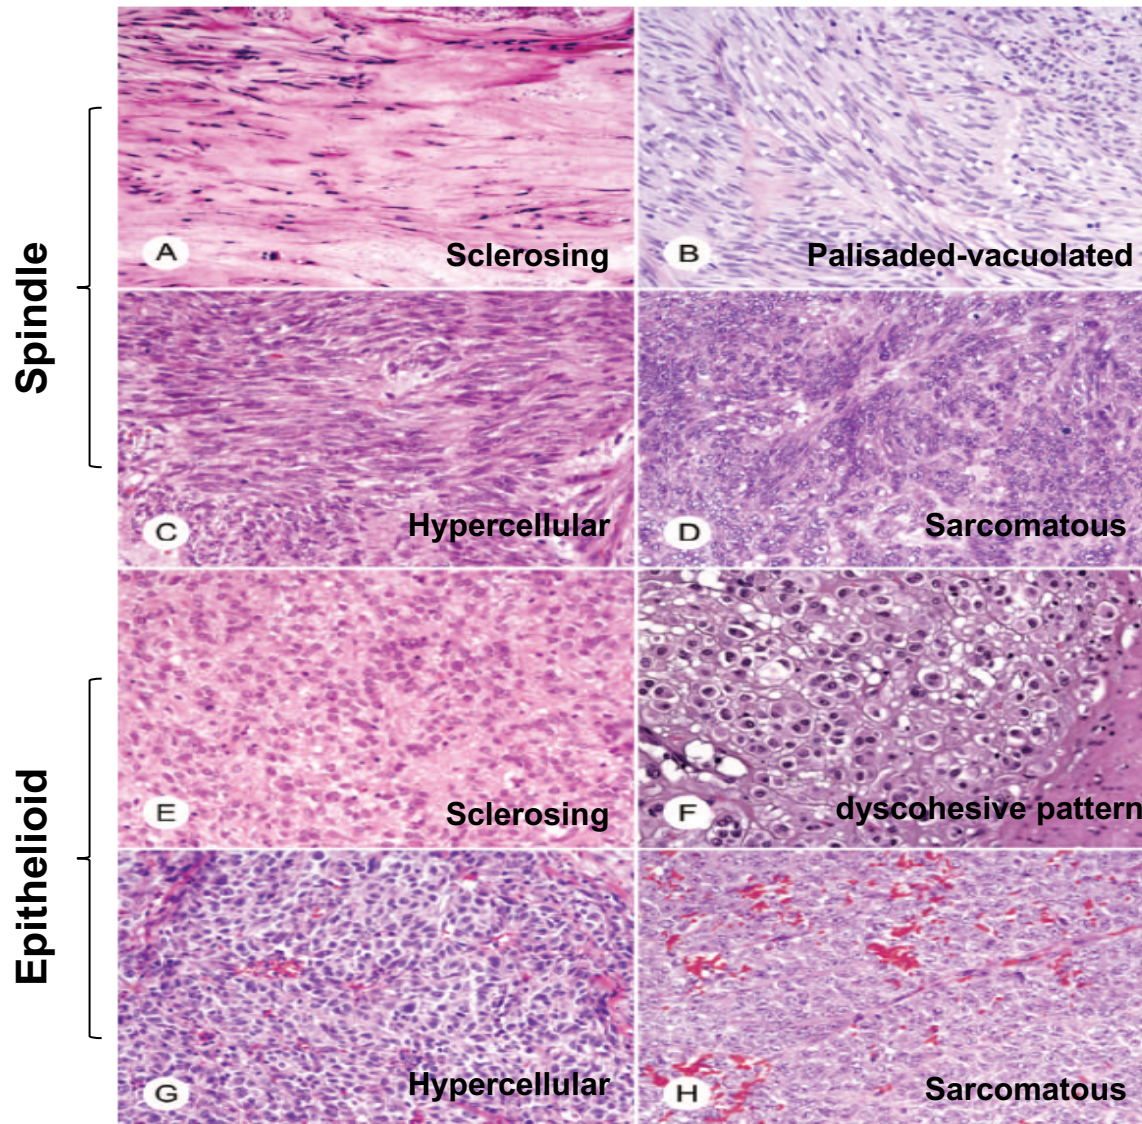 Spindle
A
Sclerosing
B
Palisaded-vacuolated
C
Hypercellular
D
Sarcomatous
Epithelioid
E
Sclerosing
F
dyscohesive pattern
G
Hypercellular
H
Sarcomatous